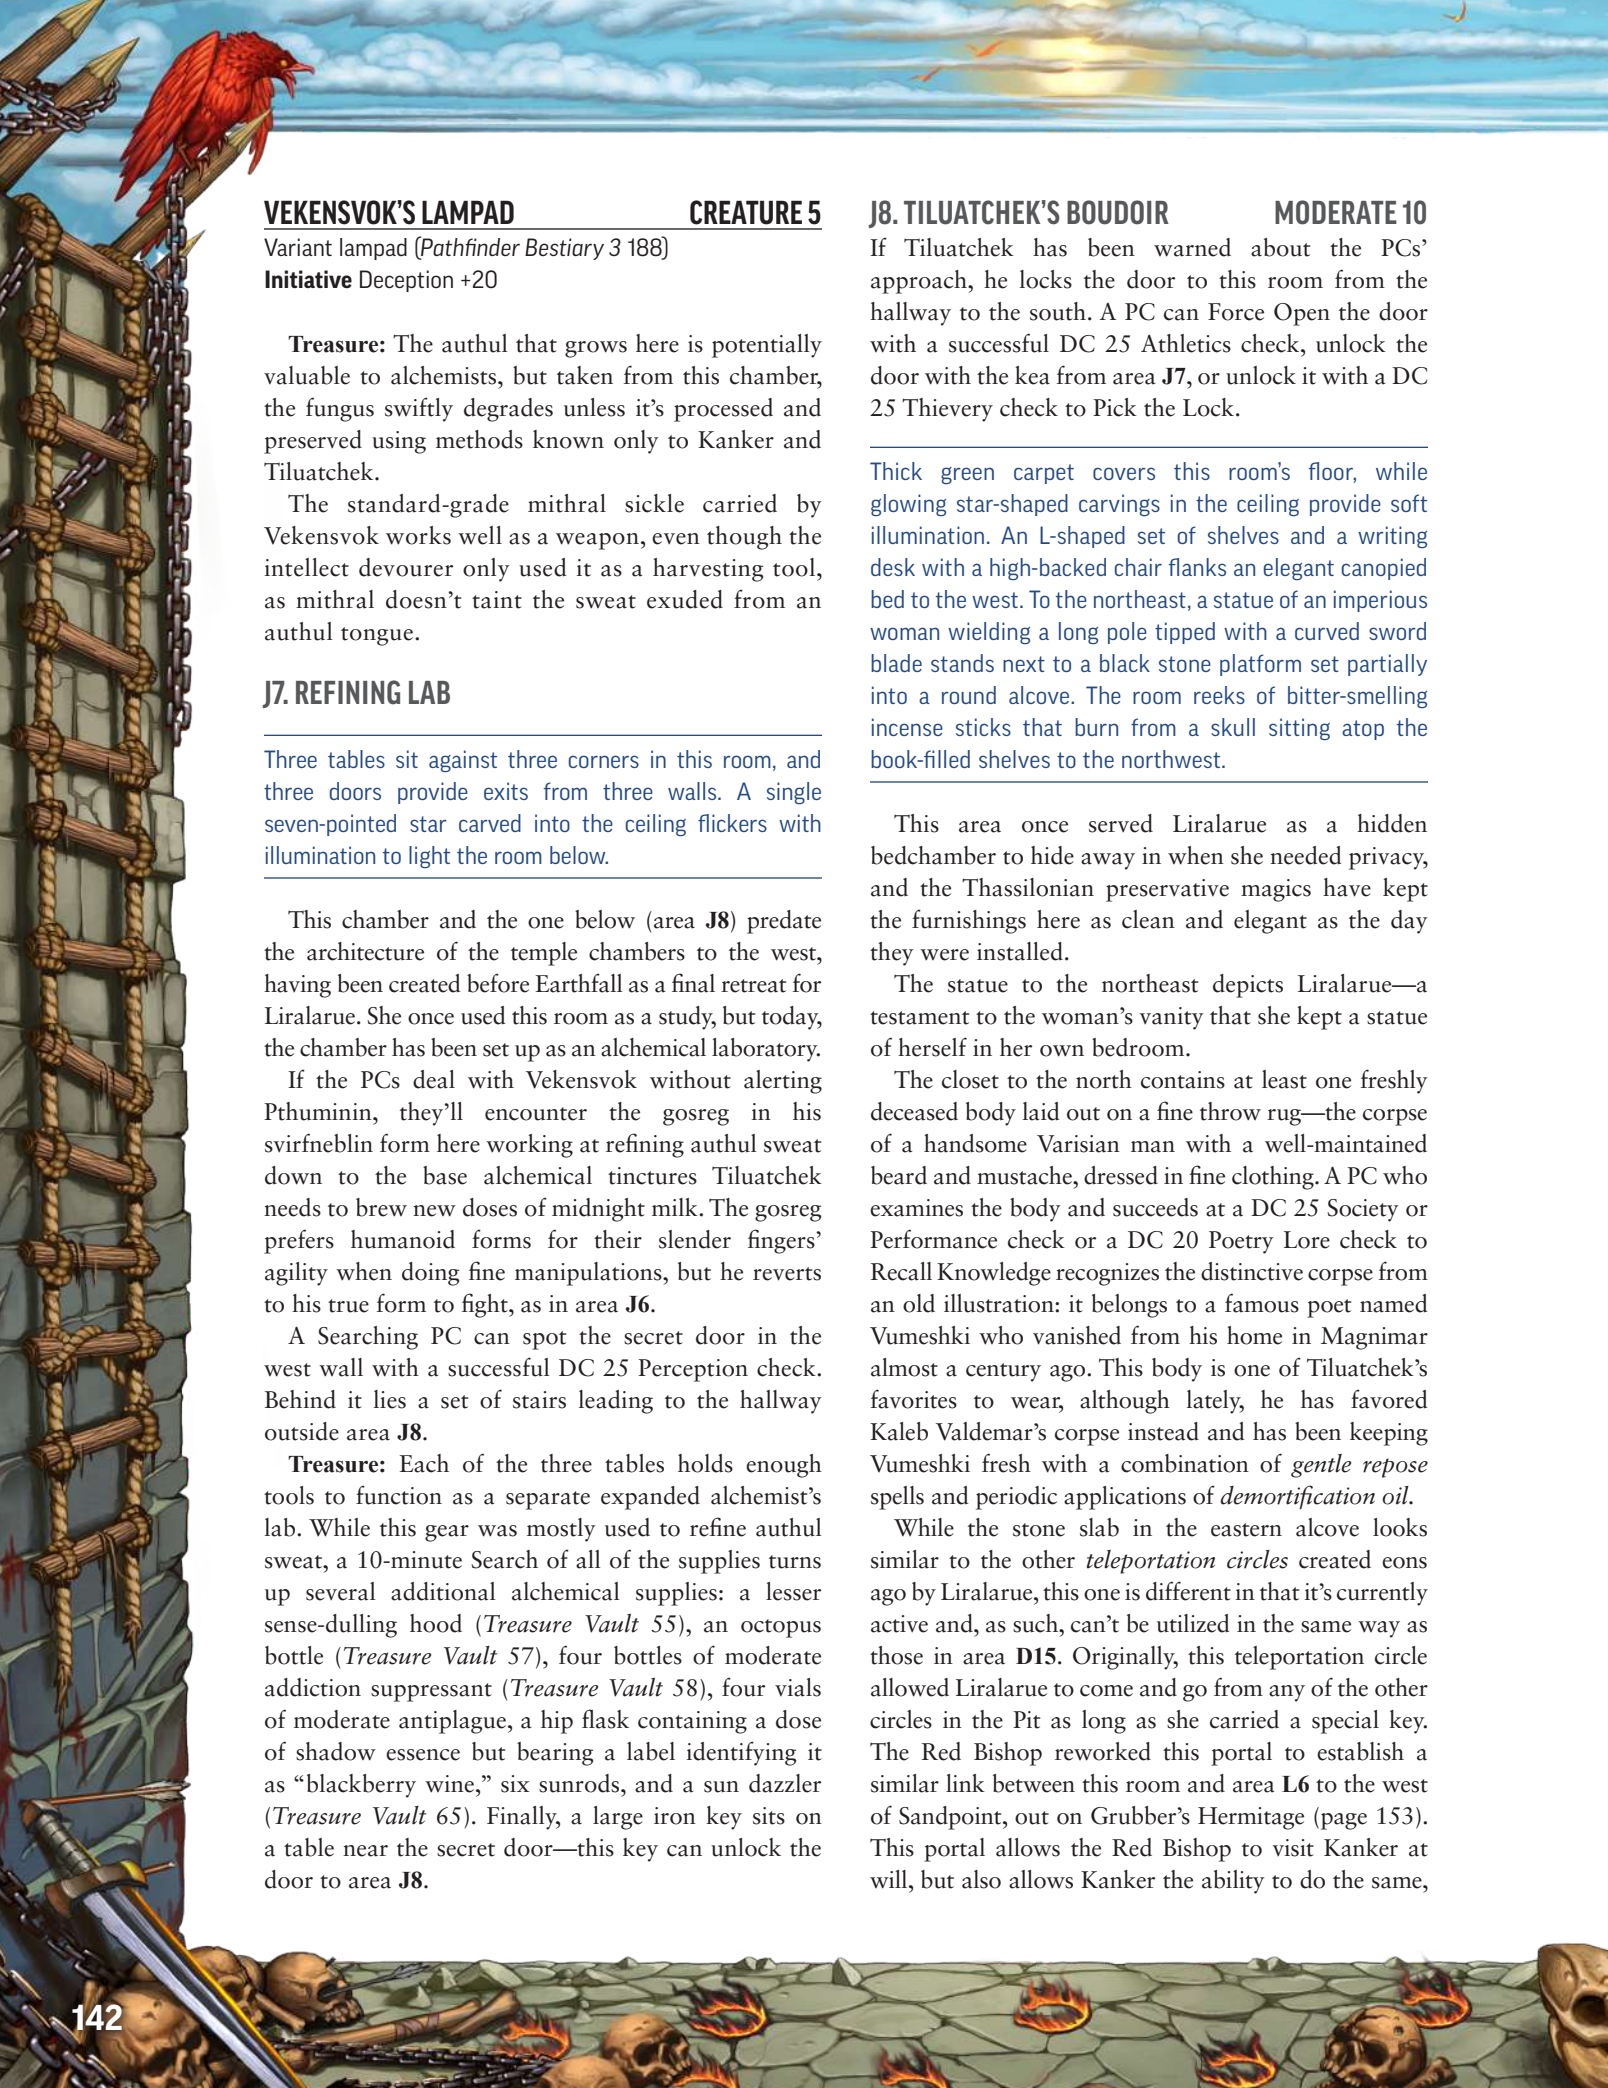 VEKENSVOK'S LAMPAD CREATURE 5
Variant lampad (Pathfinder Bestiary 3 188)
Initiative Deception +20
Treasure: The authul that grows here is potentially
valuable to alchemists, but taken from this chamber,
the fungus swiftly degrades unless it's processed and
preserved using methods known only to Kanker and
Tiluatchek.
The standard-grade mithral sickle carried by
Vekensvok works well as a weapon, even though the
intellect devourer only used it as a harvesting tool,
as mithral doesn't taint the sweat exuded from an
authul tongue.
J7. REFINING LAB
Three tables sit against three corners in this room, and
three doors provide exits from three walls. A single
seven-pointed star carved into the ceiling flickers with
illumination to light the room below.
This chamber and the one below (area J8) predate
the architecture of the temple chambers to the west,
having been created before Earthfall as a final retreat for
Liralarue. She once used this room as a study, but today,
the chamber has been set up as an alchemical laboratory.
If the PCs deal with Vekensvok without alerting
Pthuminin, they'll encounter the gosreg in his
svirfneblin form here working at refining authul sweat
down to the base alchemical tinctures Tiluatchek
needs to brew new doses of midnight milk. The gosreg
prefers humanoid forms for their slender fingers'
agility when doing fine manipulations, but he reverts
to his true form to fight, as in area J6.
A Searching PC can spot the secret door in the
west wall with a successful DC 25 Perception check.
Behind it lies a set of stairs leading to the hallway
outside area J8.
Treasure: Each of the three tables holds enough
tools to function as a separate expanded alchemist's
lab. While this gear was mostly used to refine authul
sweat, a 10-minute Search of all of the supplies turns
up several additional alchemical supplies: a lesser
sense-dulling hood (Treasure Vault 55), an octopus
bottle (Treasure Vault 57), four bottles of moderate
addiction suppressant (Treasure Vault 58), four vials
of moderate antiplague, a hip flask containing a dose
of shadow essence but bearing a label identifying it
as "blackberry wine," six sunrods, and a sun dazzler
(Treasure Vault 65). Finally, a large iron key sits on
a table near the secret door—this key can unlock the
door to area J8.
J8. TILUATCHEK'S BOUDOIR MODERATE 10
If Tiluatchek has been warned about the PCs'
approach, he locks the door to this room from the
hallway to the south. A PC can Force Open the door
with a successful DC 25 Athletics check, unlock the
door with the kea from area J7, or unlock it with a DC
25 Thievery check to Pick the Lock.
Thick green carpet covers this room's floor, while
glowing star-shaped carvings in the ceiling provide soft
illumination. An L-shaped set of shelves and a writing
desk with a high-backed chair flanks an elegant canopied
bed to the west. To the northeast, a statue of an imperious
woman wielding a long pole tipped with a curved sword
blade stands next to a black stone platform set partially
into a round alcove. The room reeks of bitter-smelling
incense sticks that burn from a skull sitting atop the
book-filled shelves to the northwest.
This area once served Liralarue as a hidden
bedchamber to hide away in when she needed privacy,
and the Thassilonian preservative magics have kept
the furnishings here as clean and elegant as the day
they were installed.
The statue to the northeast depicts Liralarue—a
testament to the woman's vanity that she kept a statue
of herself in her own bedroom.
The closet to the north contains at least one freshly
deceased body laid out on a fine throw rug—the corpse
of a handsome Varisian man with a well-maintained
beard and mustache, dressed in fine clothing. A PC who
examines the body and succeeds at a DC 25 Society or
Performance check or a DC 20 Poetry Lore check to
Recall Knowledge recognizes the distinctive corpse from
an old illustration: it belongs to a famous poet named
Vumeshki who vanished from his home in Magnimar
almost a century ago. This body is one of Tiluatchek's
favorites to wear, although lately, he has favored
Kaleb Valdemar's corpse instead and has been keeping
Vumeshki fresh with a combination of gentle repose
spells and periodic applications of demortification oil.
While the stone slab in the eastern alcove looks
similar to the other teleportation circles created eons
ago by Liralarue, this one is different in that it's currently
active and, as such, can't be utilized in the same way as
those in area D15. Originally, this teleportation circle
allowed Liralarue to come and go from any of the other
circles in the Pit as long as she carried a special key.
The Red Bishop reworked this portal to establish a
similar link between this room and area L6 to the west
of Sandpoint, out on Grubber's Hermitage (page 153).
This portal allows the Red Bishop to visit Kanker at
will, but also allows Kanker the ability to do the same,
142